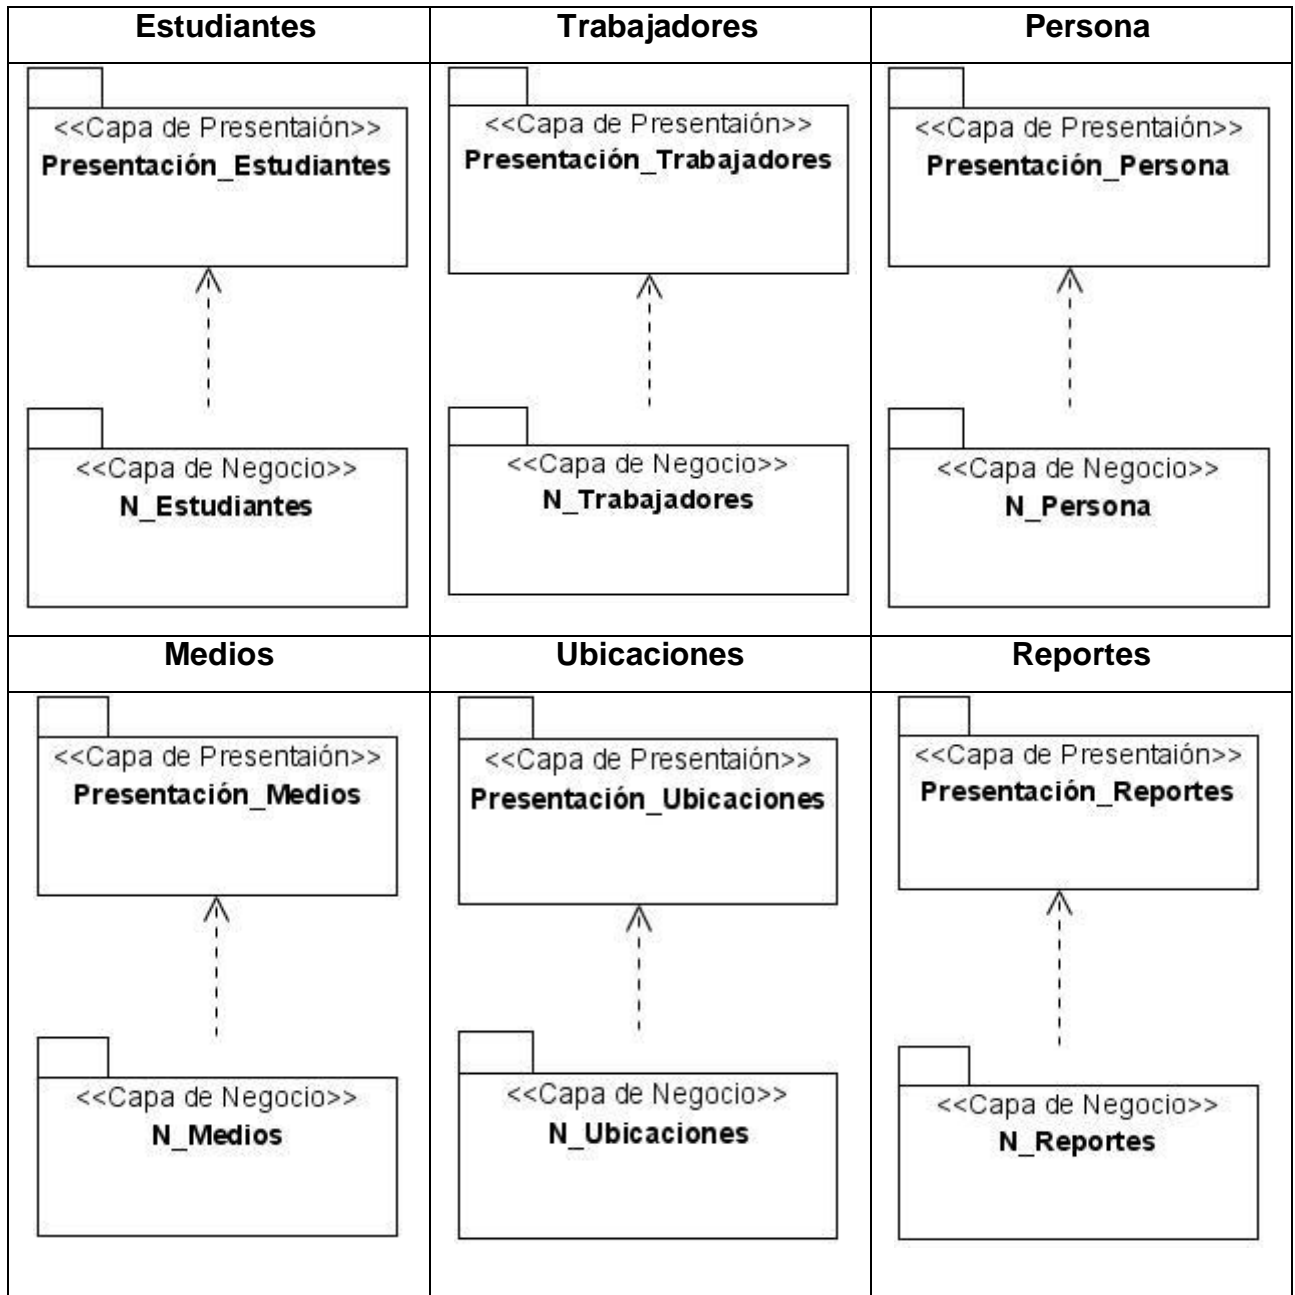 Estudiantes
Trabajadores
Persona
<<Capa de Presentaión>>
Presentación_Estudiantes
<<Capa de Presentaión>>
Presentación_Trabajadores
<<Capa de Presentaión>>
Presentación_Persona
<<Capa de Negocio>>
N_Estudiantes
<<Capa de Negocio>>
N_Trabajadores
<<Capa de Negocio>>
N_Persona
Medios
Ubicaciones
Reportes
<<Capa de Presentaión>>
Presentación_Medios
<<Capa de Presentaión>>
Presentación_Ubicaciones
<<Capa de Presentaión>>
Presentación_Reportes
<<Capa de Negocio>>
N_Medios
<<Capa de Negocio>>
N_Ubicaciones
<<Capa de Negocio>>
N_Reportes